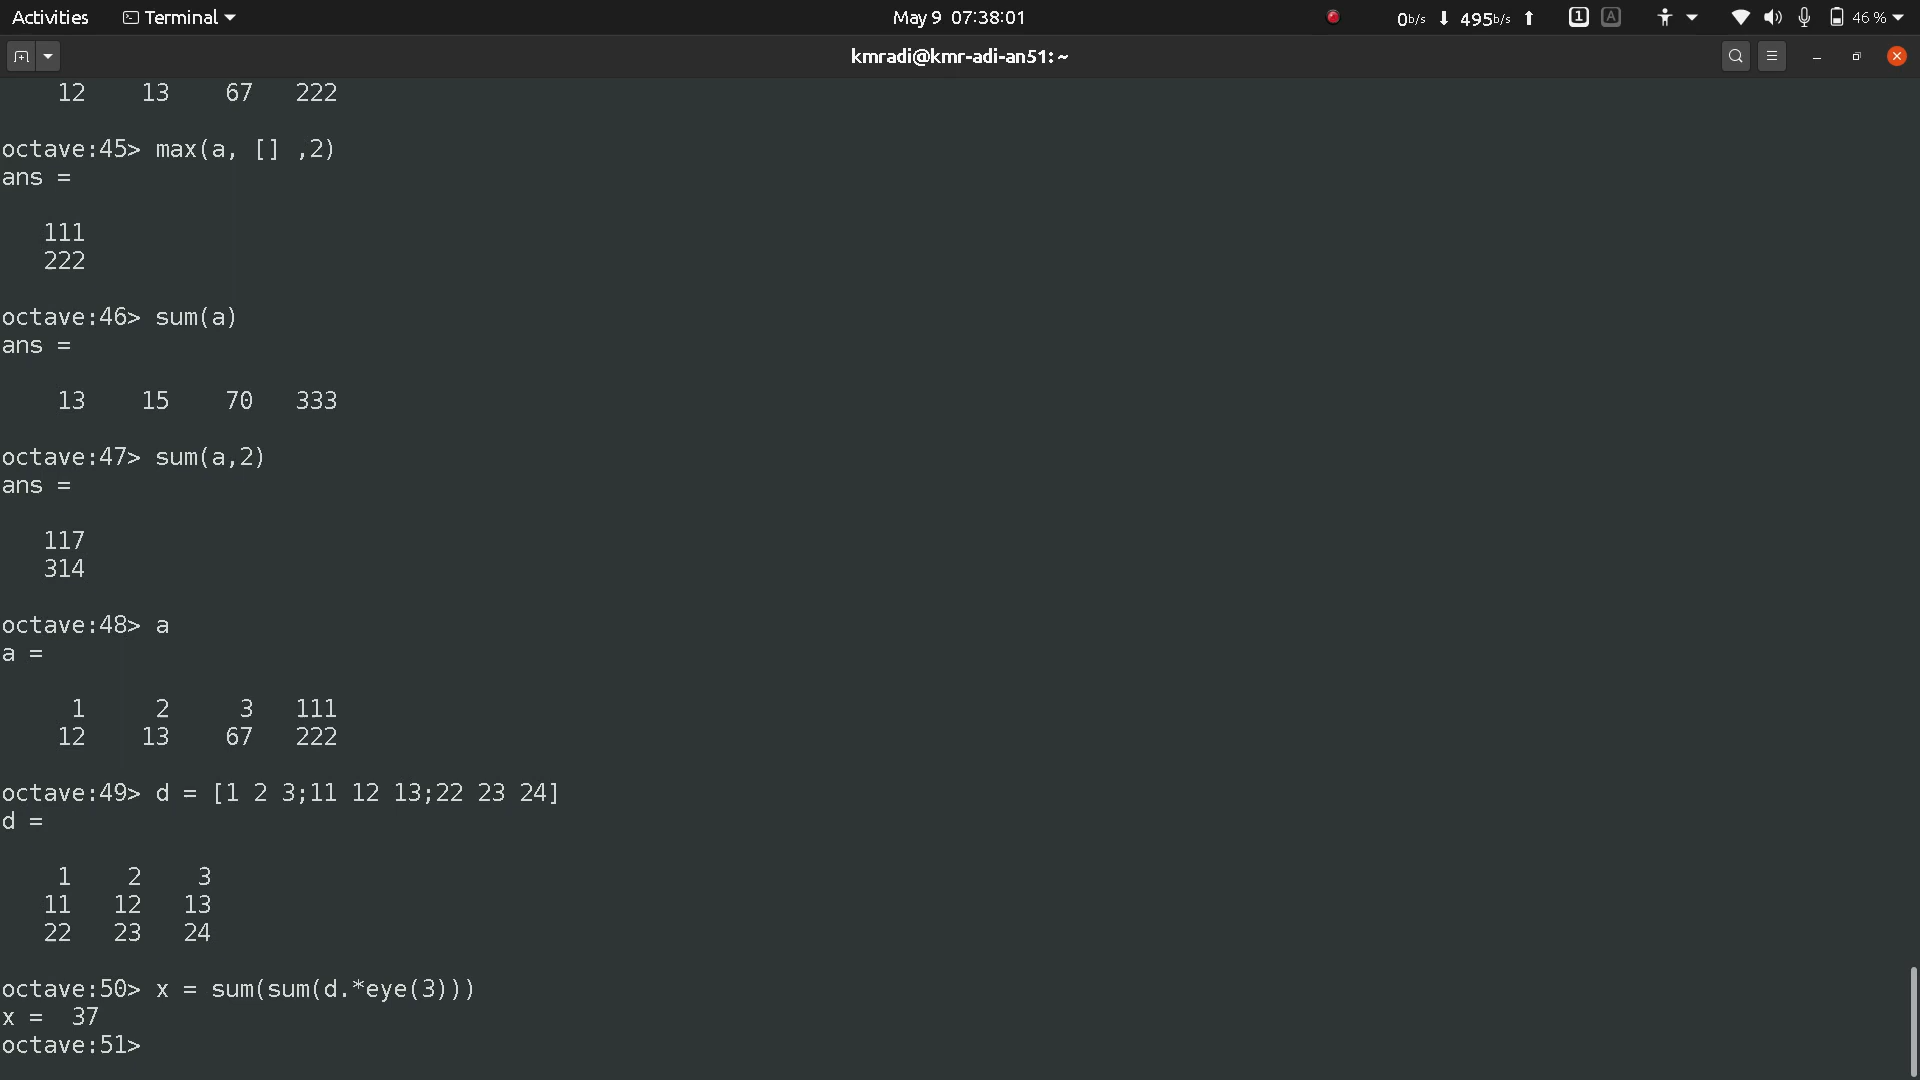 Activities Terminal May 9 07:38:01 0b/s 495b/s 1 A 46 %
kmradi@kmr-adi-an51: ~
12 13 67 222
octave:45> max(a, [] ,2)
ans =
111
222
octave:46> sum(a)
ans =
13 15 70 333
octave:47> sum(a,2)
ans =
117
314
octave:48> a
a =
1 2 3 111
12 13 67 222
octave:49> d = [1 2 3;11 12 13;22 23 24]
d =
1 2 3
11 12 13
22 23 24
octave:50> x = sum(sum(d.*eye(3)))
x = 37
octave:51>